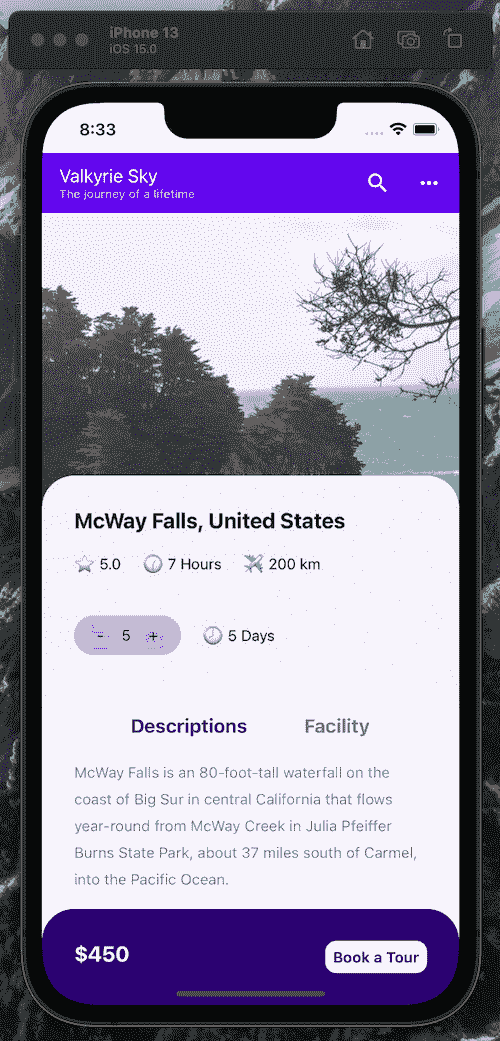 iPhone 13
iOS 15.0
8:33
Valkyrie Sky
The journey of a lifetime
McWay Falls, United States
5.0 7 Hours 200 km
- 5 + 5 Days
Descriptions Facility
McWay Falls is an 80-foot-tall waterfall on the
coast of Big Sur in central California that flows
year-round from McWay Creek in Julia Pfeiffer
Burns State Park, about 37 miles south of Carmel,
into the Pacific Ocean.
$450 Book a Tour